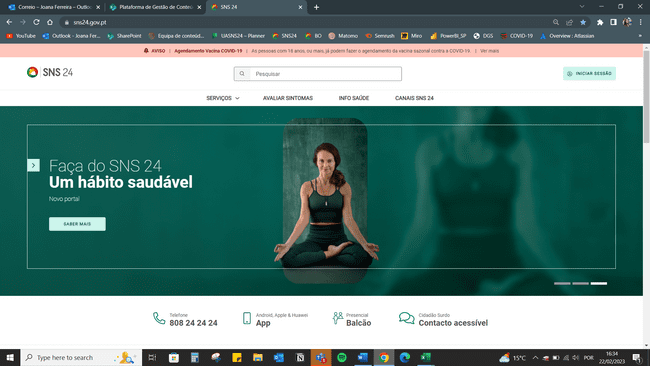 Correio – Joana Ferreira – Outlo
Plataforma de Gestão de Conteú
SNS 24
sns24.gov.pt
YouTube
Outlook - Joana Fer...
SharePoint
Equipa de conteúd...
UASNS24 – Planner
SNS24
BO
Matomo
Semrush
Miro
PowerBI_SP
DGS
COVID-19
Overview : Atlassian
AVISO | Agendamento Vacina COVID-19 | As pessoas com 18 anos, ou mais, já podem fazer o agendamento da vacina sazonal contra a COVID-19. | Ver mais
SNS 24
Pesquisar
INICIAR SESSÃO
SERVIÇOS
AVALIAR SINTOMAS
INFO SAÚDE
CANAIS SNS 24
Faça do SNS 24
Um hábito saudável
Novo portal
SABER MAIS
Telefone
808 24 24 24
Android, Apple & Huawei
App
Presencial
Balcão
Cidadão Surdo
Contacto acessível
Type here to search
15°C
POR
16:34
22/02/2023